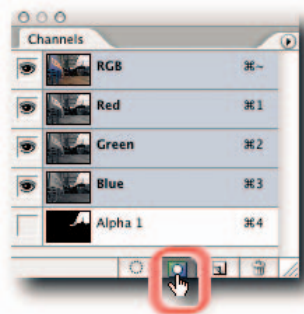 Channels
RGB ⌘~
Red ⌘1
Green ⌘2
Blue ⌘3
Alpha 1 ⌘4